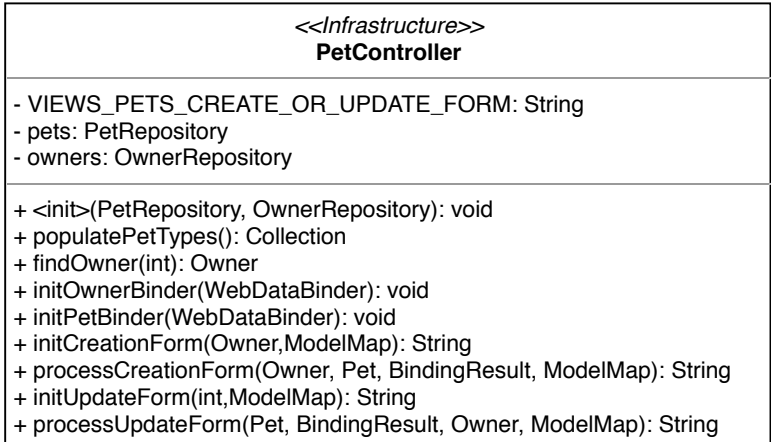 <<Infrastructure>>
PetController
- VIEWS_PETS_CREATE_OR_UPDATE_FORM: String
- pets: PetRepository
- owners: OwnerRepository
+ <init>(PetRepository, OwnerRepository): void
+ populatePetTypes(): Collection
+ findOwner(int): Owner
+ initOwnerBinder(WebDataBinder): void
+ initPetBinder(WebDataBinder): void
+ initCreationForm(Owner,ModelMap): String
+ processCreationForm(Owner, Pet, BindingResult, ModelMap): String
+ initUpdateForm(int,ModelMap): String
+ processUpdateForm(Pet, BindingResult, Owner, ModelMap): String